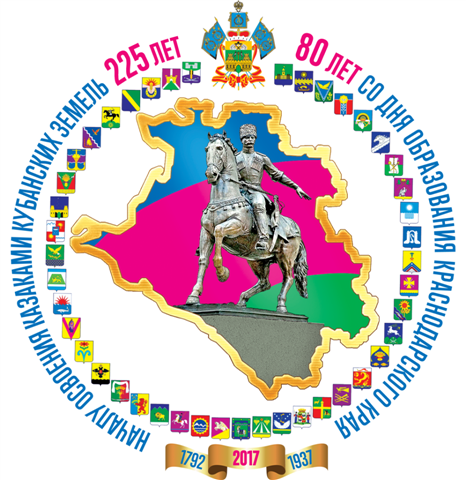 НАЧАЛУ ОСВОЕНИЯ КАЗАКАМИ КУБАНСКИХ ЗЕМЕЛЬ 225 ЛЕТ
80 ЛЕТ СО ДНЯ ОБРАЗОВАНИЯ КРАСНОДАРСКОГО КРАЯ
1792 2017 1937